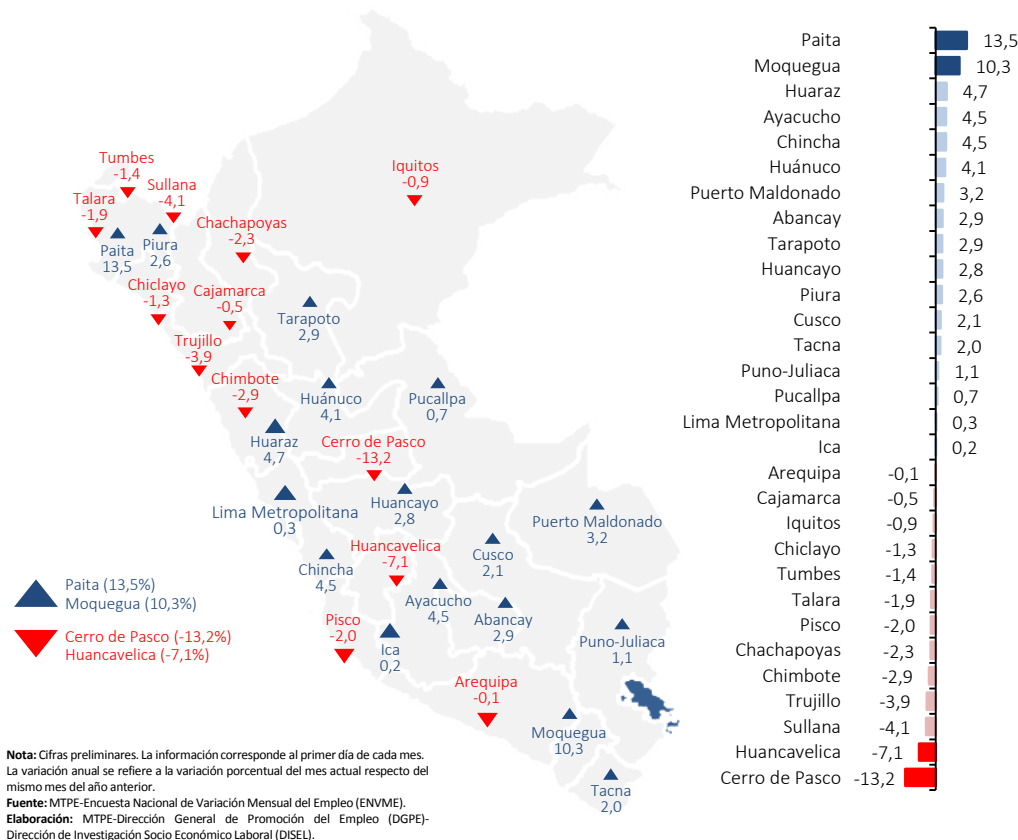 Tumbes
-1,4
Sullana
-4,1
Talara
-1,9
Paita
13,5
Piura
2,6
Chachapoyas
-2,3
Iquitos
-0,9
Chiclayo
-1,3
Cajamarca
-0,5
Tarapoto
2,9
Trujillo
-3,9
Chimbote
-2,9
Huánuco
4,1
Pucallpa
0,7
Huaraz
4,7
Cerro de Pasco
-13,2
Lima Metropolitana
0,3
Huancayo
2,8
Puerto Maldonado
3,2
Huancavelica
-7,1
Cusco
2,1
Chincha
4,5
Ayacucho
4,5
Abancay
2,9
Pisco
-2,0
Ica
0,2
Puno-Juliaca
1,1
Arequipa
-0,1
Moquegua
10,3
Tacna
2,0
Paita (13,5%)
Moquegua (10,3%)
Cerro de Pasco (-13,2%)
Huancavelica (-7,1%)
Nota: Cifras preliminares. La información corresponde al primer día de cada mes.
La variación anual se refiere a la variación porcentual del mes actual respecto del
mismo mes del año anterior.
Fuente: MTPE-Encuesta Nacional de Variación Mensual del Empleo (ENVME).
Elaboración: MTPE-Dirección General de Promoción del Empleo (DGPE)-
Dirección de Investigación Socio Económico Laboral (DISEL).
Paita 13,5
Moquegua 10,3
Huaraz 4,7
Ayacucho 4,5
Chincha 4,5
Huánuco 4,1
Puerto Maldonado 3,2
Abancay 2,9
Tarapoto 2,9
Huancayo 2,8
Piura 2,6
Cusco 2,1
Tacna 2,0
Puno-Juliaca 1,1
Pucallpa 0,7
Lima Metropolitana 0,3
Ica 0,2
Arequipa -0,1
Cajamarca -0,5
Iquitos -0,9
Chiclayo -1,3
Tumbes -1,4
Talara -1,9
Pisco -2,0
Chachapoyas -2,3
Chimbote -2,9
Trujillo -3,9
Sullana -4,1
Huancavelica -7,1
Cerro de Pasco -13,2